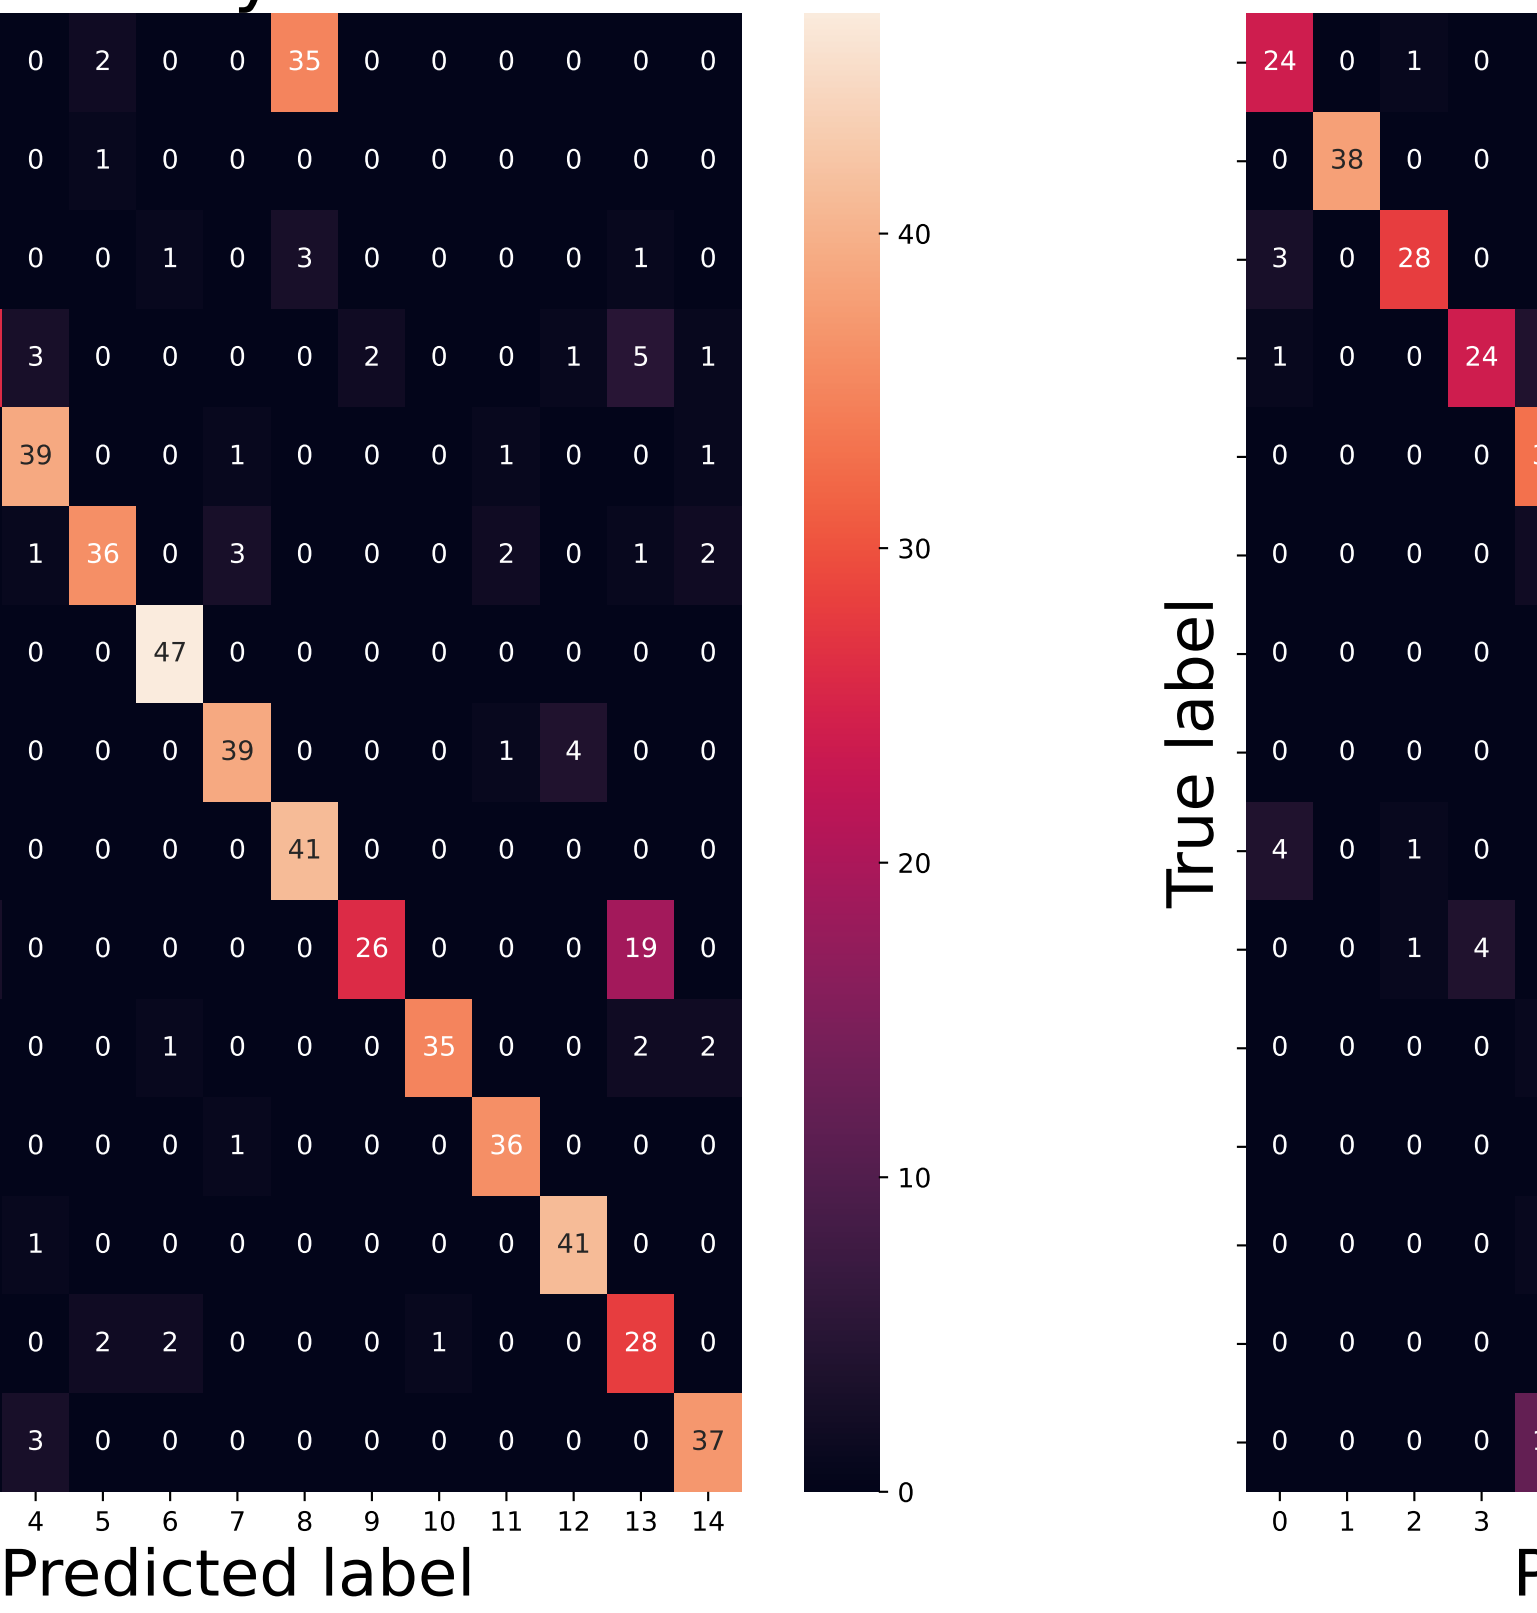 0 2 0 0 35 0 0 0 0 0 0
0 1 0 0 0 0 0 0 0 0 0
0 0 1 0 3 0 0 0 0 1 0
3 0 0 0 0 2 0 0 1 5 1
39 0 0 1 0 0 0 1 0 0 1
1 36 0 3 0 0 0 2 0 1 2
0 0 47 0 0 0 0 0 0 0 0
0 0 0 39 0 0 0 1 4 0 0
0 0 0 0 41 0 0 0 0 0 0
0 0 0 0 0 26 0 0 0 19 0
0 0 1 0 0 0 35 0 0 2 2
0 0 0 1 0 0 0 36 0 0 0
1 0 0 0 0 0 0 0 41 0 0
0 2 2 0 0 0 1 0 0 28 0
3 0 0 0 0 0 0 0 0 0 37
4 5 6 7 8 9 10 11 12 13 14
Predicted label
40
30
20
10
0
True label
24 0 1 0
0 38 0 0
3 0 28 0
1 0 0 24
0 0 0 0
0 0 0 0
0 0 0 0
0 0 0 0
4 0 1 0
0 0 1 4
0 0 0 0
0 0 0 0
0 0 0 0
0 0 0 0
0 0 0 0
0 1 2 3